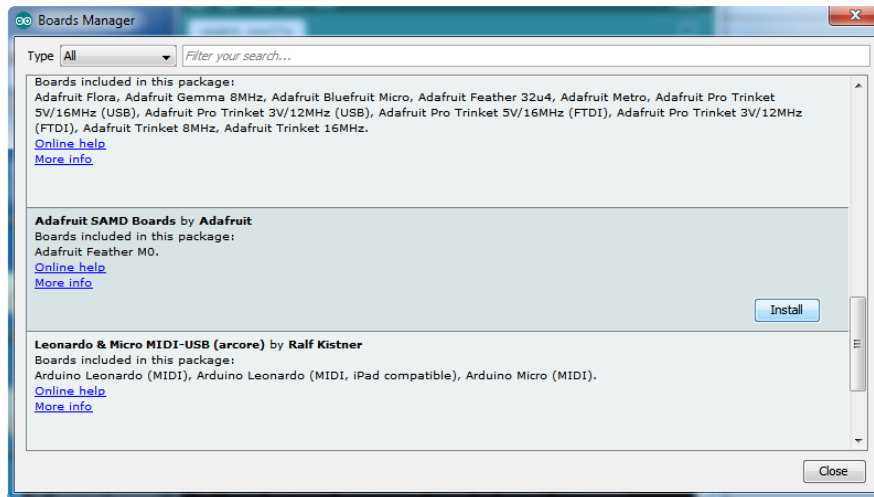 Boards Manager
Type All Filter your search...
Boards included in this package:
Adafruit Flora, Adafruit Gemma 8MHz, Adafruit Bluefruit Micro, Adafruit Feather 32u4, Adafruit Metro, Adafruit Pro Trinket
5V/16MHz (USB), Adafruit Pro Trinket 3V/12MHz (USB), Adafruit Pro Trinket 5V/16MHz (FTDI), Adafruit Pro Trinket 3V/12MHz
(FTDI), Adafruit Trinket 8MHz, Adafruit Trinket 16MHz.
Online help
More info
Adafruit SAMD Boards by Adafruit
Boards included in this package:
Adafruit Feather M0.
Online help
More info
Install
Leonardo & Micro MIDI-USB (arcore) by Ralf Kistner
Boards included in this package:
Arduino Leonardo (MIDI), Arduino Leonardo (MIDI, iPad compatible), Arduino Micro (MIDI).
Online help
More info
Close